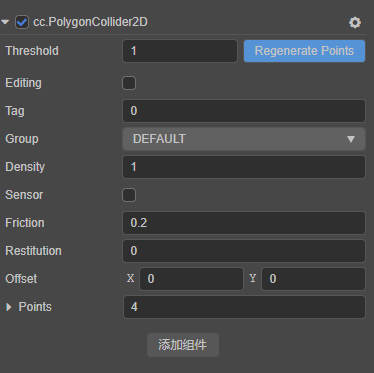 cc.PolygonCollider2D
Threshold 1 Regenerate Points
Editing
Tag 0
Group DEFAULT
Density 1
Sensor
Friction 0.2
Restitution 0
Offset X 0 Y 0
Points 4
添加组件